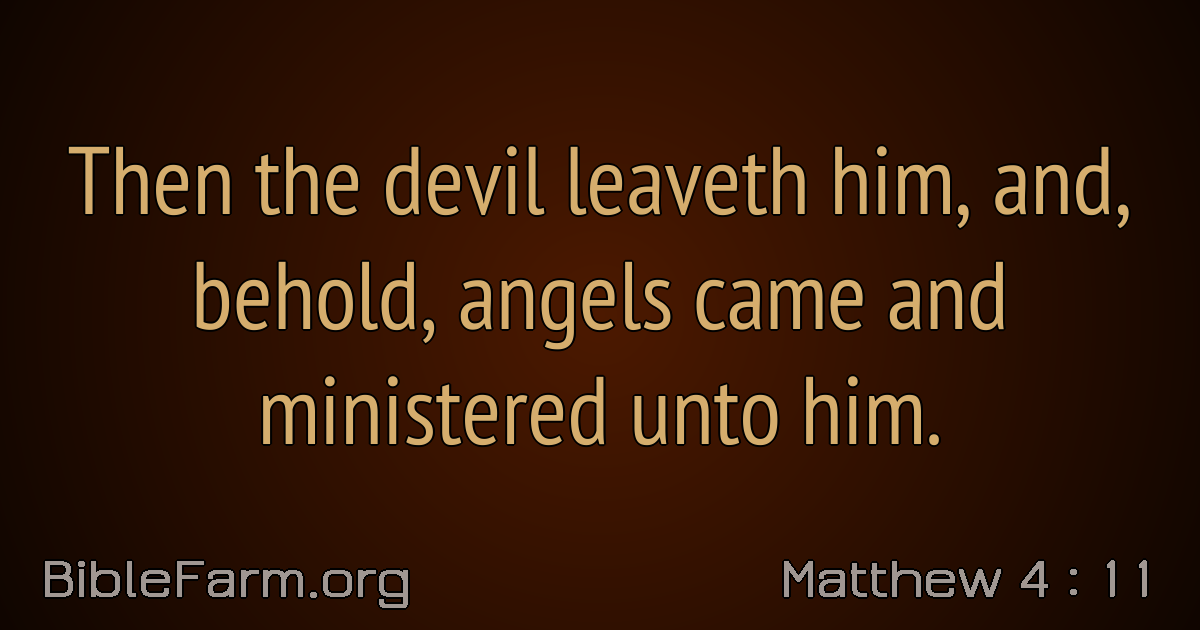 Then the devil leaveth him, and,
behold, angels came and
ministered unto him.
BibleFarm.org
Matthew 4 : 11